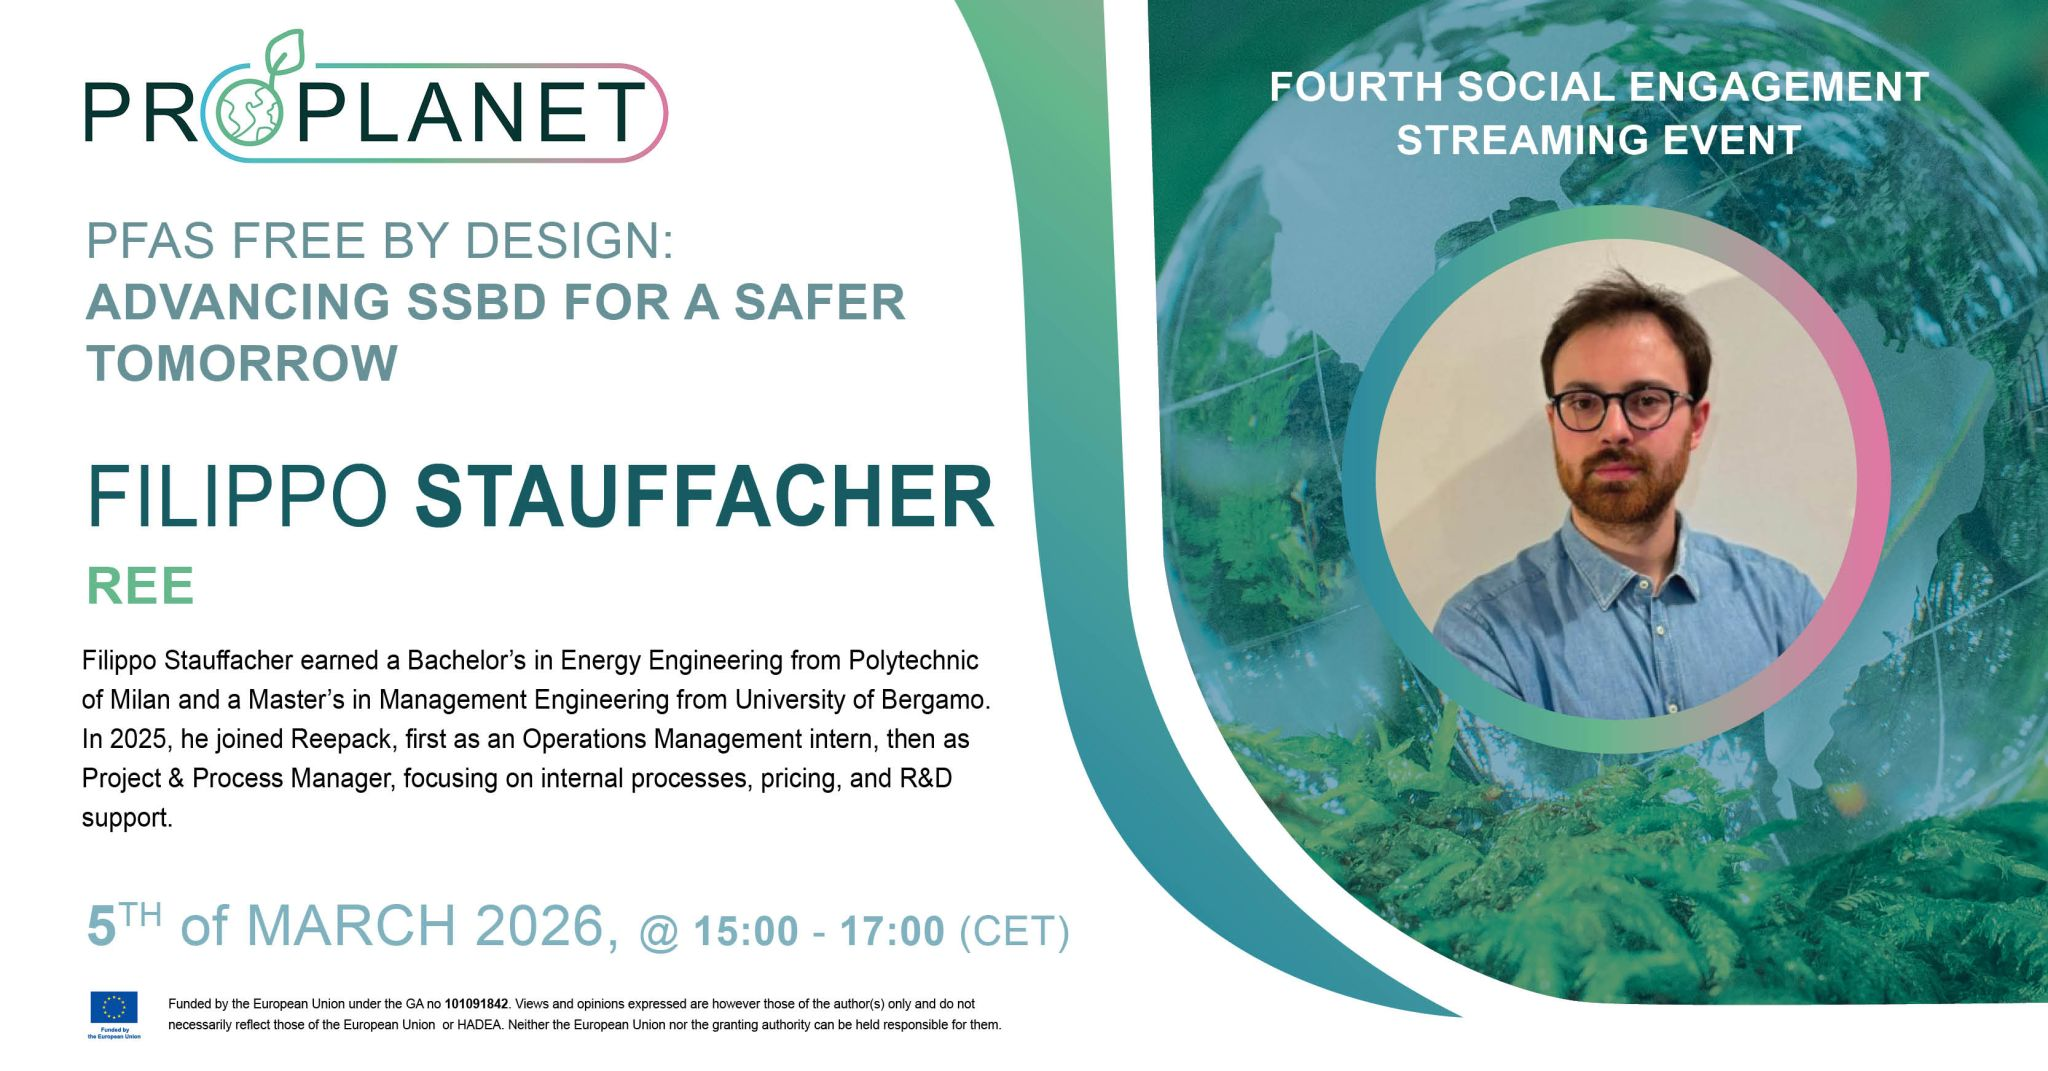 PROPLANET
PFAS FREE BY DESIGN:
ADVANCING SSBD FOR A SAFER
TOMORROW
FILIPPO STAUFFACHER
REE
Filippo Stauffacher earned a Bachelor’s in Energy Engineering from Polytechnic
of Milan and a Master’s in Management Engineering from University of Bergamo.
In 2025, he joined Reepack, first as an Operations Management intern, then as
Project & Process Manager, focusing on internal processes, pricing, and R&D
support.
5TH of MARCH 2026, @ 15:00 - 17:00 (CET)
Funded by
the European Union
Funded by the European Union under the GA no 101091842. Views and opinions expressed are however those of the author(s) only and do not
necessarily reflect those of the European Union or HADEA. Neither the European Union nor the granting authority can be held responsible for them.
FOURTH SOCIAL ENGAGEMENT
STREAMING EVENT